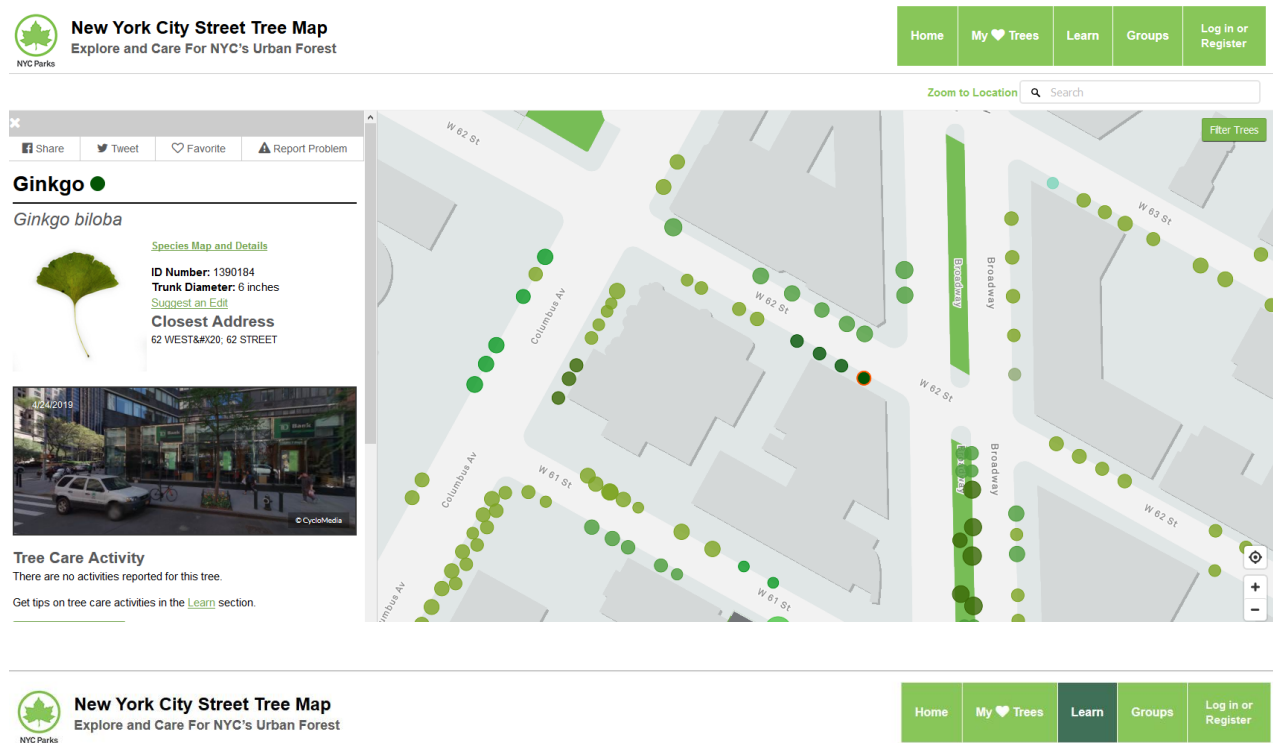 NYC Parks
New York City Street Tree Map
Explore and Care For NYC's Urban Forest
Home
My Trees
Learn
Groups
Log in or
Register
Zoom to Location
Search
Share
Tweet
Favorite
Report Problem
Ginkgo
Ginkgo biloba
Species Map and Details
ID Number: 1390184
Trunk Diameter: 6 inches
Suggest an Edit
Closest Address
62 WEST&#X20; 62 STREET
4/24/2019
Bank
Bank
© CycloMedia
Tree Care Activity
There are no activities reported for this tree.
Get tips on tree care activities in the Learn section.
Filter Trees
W 62 St
W 63 St
Broadway
Broadway
Columbus Av
W 62 St
W 62 St
Columbus Av
W 61 St
Broadway
W 62 St
W 61 St
mbus Av
+
−
NYC Parks
New York City Street Tree Map
Explore and Care For NYC's Urban Forest
Home
My Trees
Learn
Groups
Log in or
Register